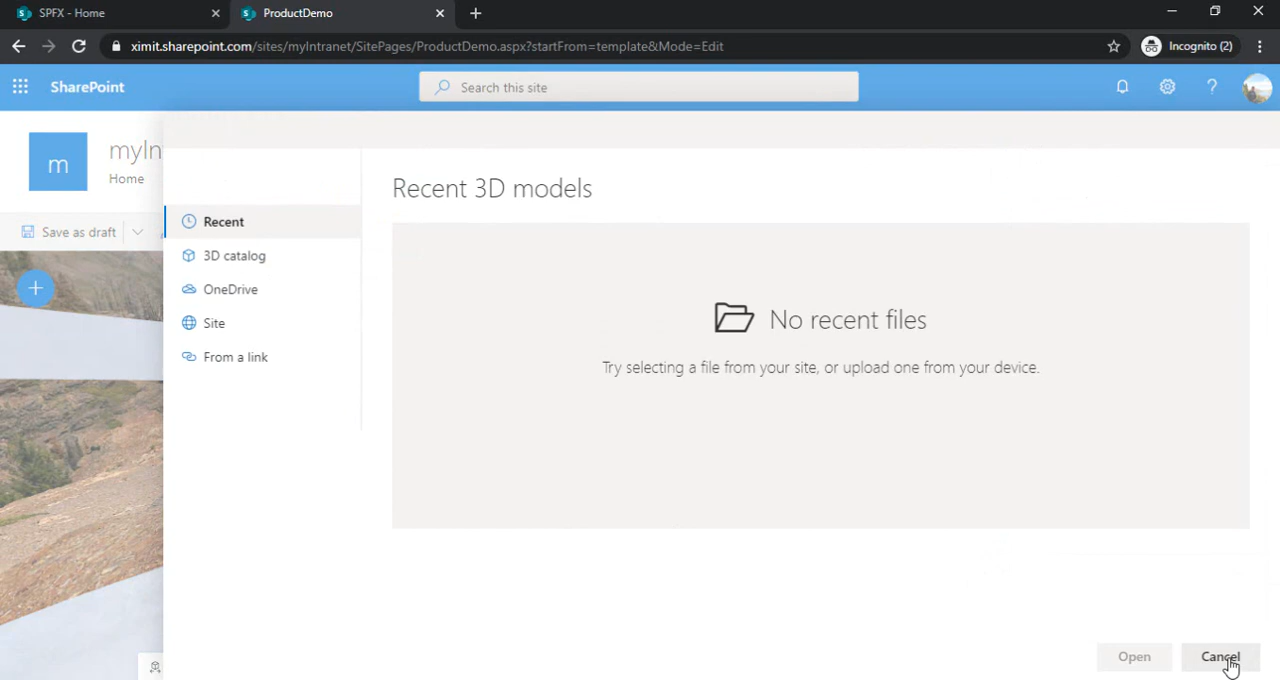 SPFX - Home
ProductDemo
ximit.sharepoint.com/sites/myIntranet/SitePages/ProductDemo.aspx?startFrom=template&Mode=Edit
Incognito (2)
SharePoint
Search this site
m
myIn
Home
Save as draft
Recent
3D catalog
OneDrive
Site
From a link
Recent 3D models
No recent files
Try selecting a file from your site, or upload one from your device.
Open
Cancel